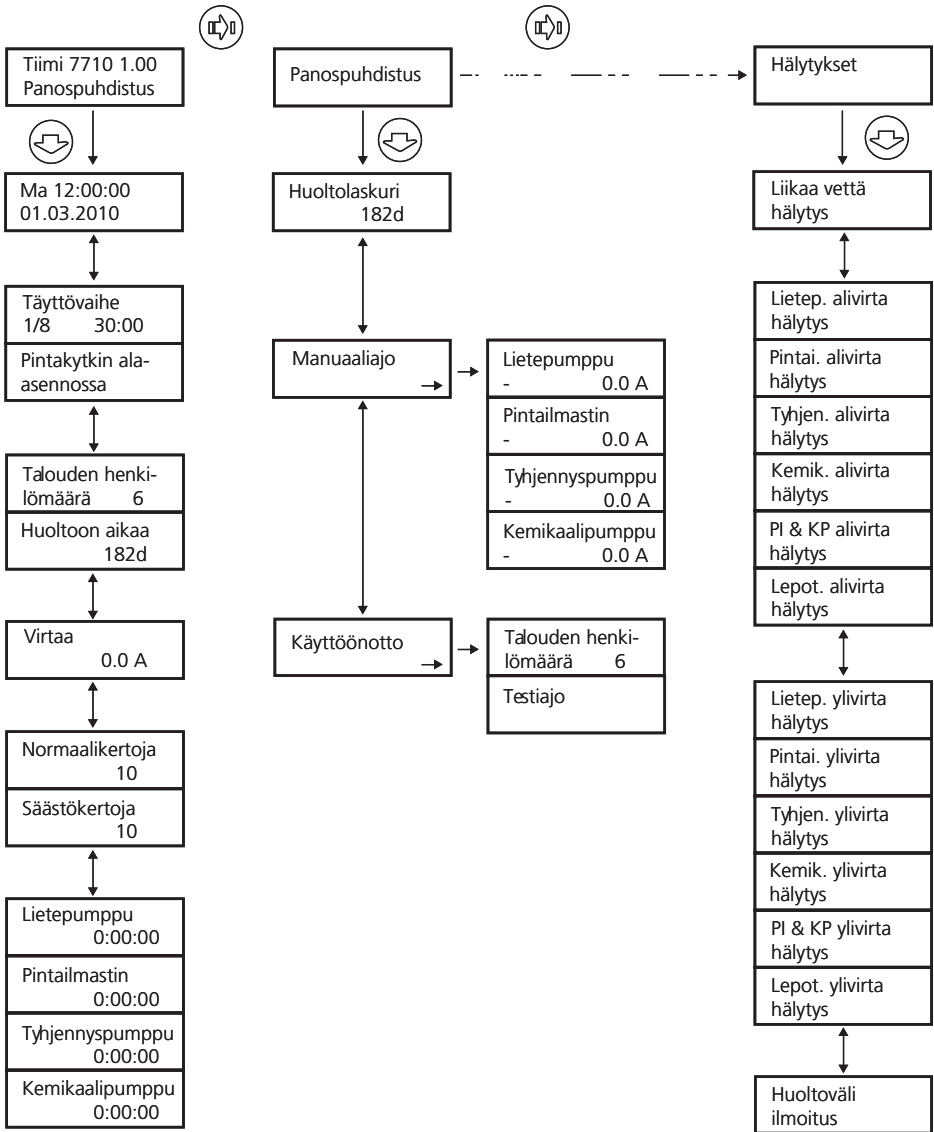 Tiimi 7710 1.00
Panospuhdistus
Ma 12:00:00
01.03.2010
Täyttövaihe
1/8 30:00
Pintakytkin ala-
asennossa
Talouden henki-
lömäärä 6
Huoltoon aikaa
182d
Virtaa
0.0 A
Normaalikertoja
10
Säästökertoja
10
Lietepumppu
0:00:00
Pintailmastin
0:00:00
Tyhjennyspumppu
0:00:00
Kemikaalipumppu
0:00:00
Panospuhdistus
Huoltolaskuri
182d
Manuaaliajo
Lietepumppu
- 0.0 A
Pintailmastin
- 0.0 A
Tyhjennyspumppu
- 0.0 A
Kemikaalipumppu
- 0.0 A
Käyttöönotto
Talouden henki-
lömäärä 6
Testiajo
Hälytykset
Liikaa vettä
hälytys
Lietep. alivirta
hälytys
Pintai. alivirta
hälytys
Tyhjen. alivirta
hälytys
Kemik. alivirta
hälytys
PI & KP alivirta
hälytys
Lepot. alivirta
hälytys
Lietep. ylivirta
hälytys
Pintai. ylivirta
hälytys
Tyhjen. ylivirta
hälytys
Kemik. ylivirta
hälytys
PI & KP ylivirta
hälytys
Lepot. ylivirta
hälytys
Huoltoväli
ilmoitus